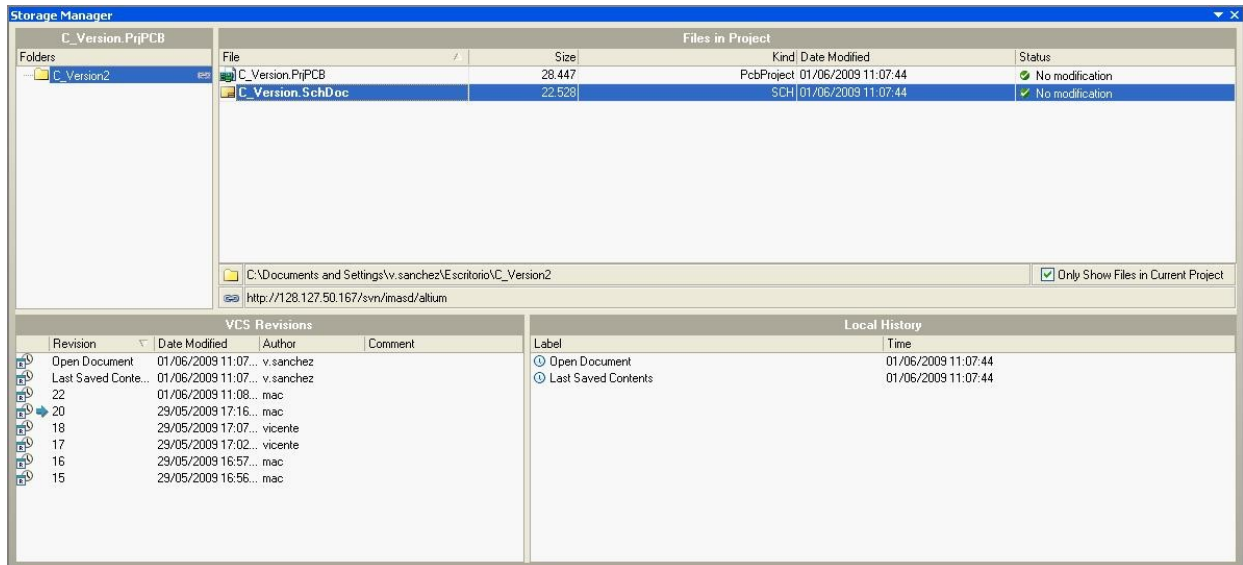 Storage Manager
C_Version.PrjPCB
Folders
C_Version2
Files in Project
File Size Kind Date Modified Status
C_Version.PrjPCB 28.447 PcbProject 01/06/2009 11:07:44 No modification
C_Version.SchDoc 22.528 SCH 01/06/2009 11:07:44 No modification
C:\Documents and Settings\v.sanchez\Escritorio\C_Version2 Only Show Files in Current Project
http://128.127.50.167/svn/imasd/altium
VCS Revisions
Revision Date Modified Author Comment
Open Document 01/06/2009 11:07... v.sanchez
Last Saved Conte... 01/06/2009 11:07... v.sanchez
22 01/06/2009 11:08... mac
20 29/05/2009 17:16... mac
18 29/05/2009 17:07... vicente
17 29/05/2009 17:02... vicente
16 29/05/2009 16:57... mac
15 29/05/2009 16:56... mac
Local History
Label Time
Open Document 01/06/2009 11:07:44
Last Saved Contents 01/06/2009 11:07:44